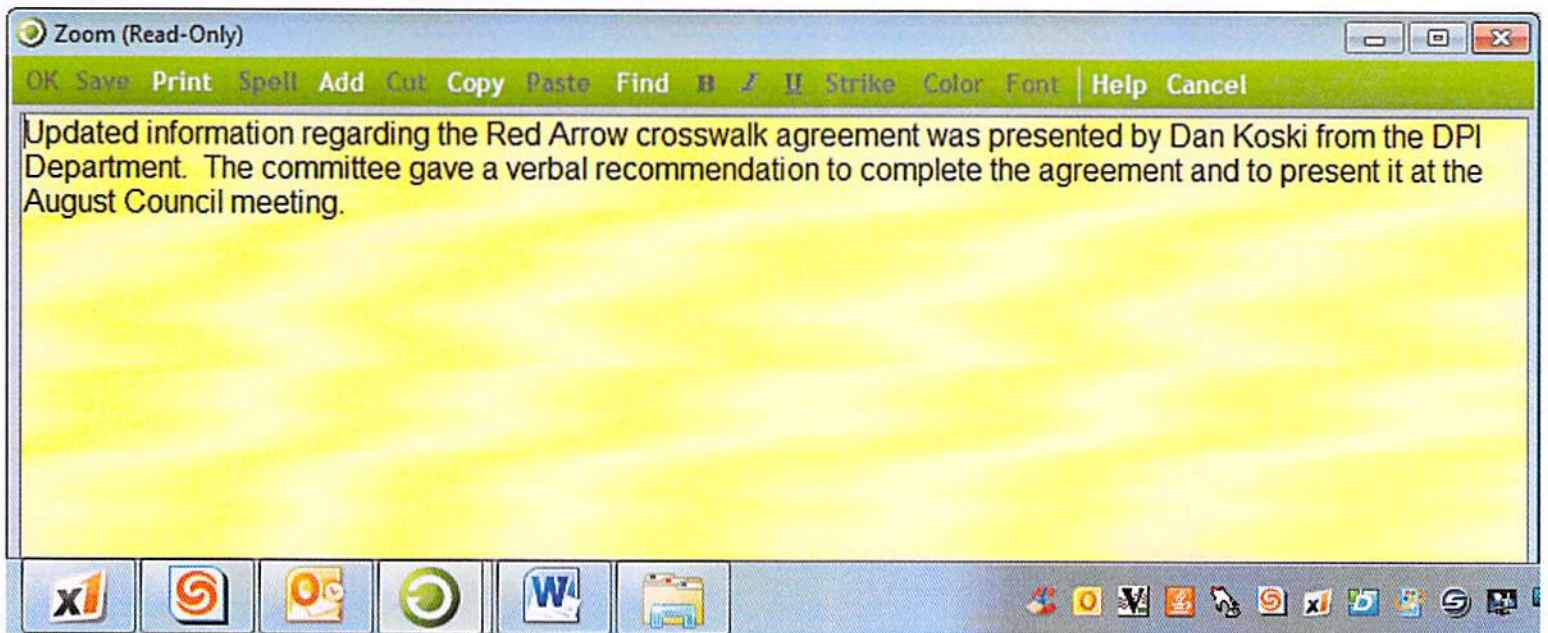 Zoom (Read-Only)
OK Save Print Spell Add Cut Copy Paste Find B I U Strike Color Font Help Cancel
Updated information regarding the Red Arrow crosswalk agreement was presented by Dan Koski from the DPI
Department. The committee gave a verbal recommendation to complete the agreement and to present it at the
August Council meeting.